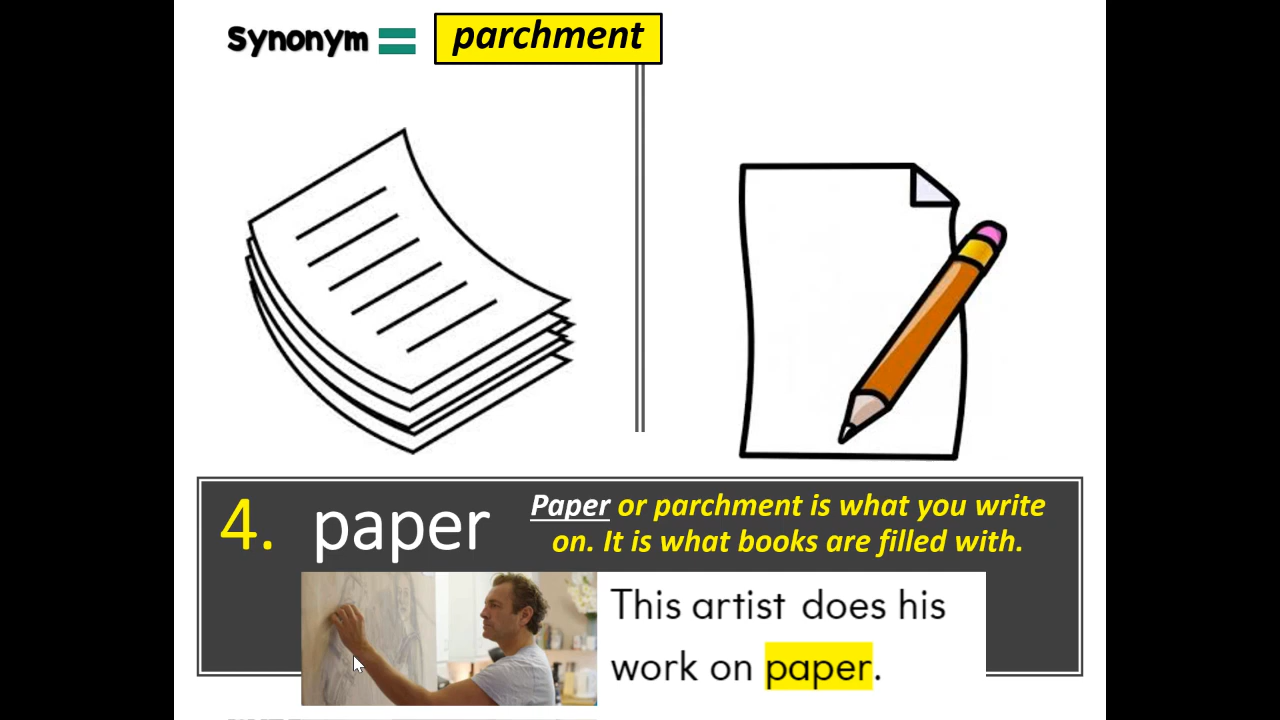 Synonym = parchment
4. paper
Paper or parchment is what you write
on. It is what books are filled with.
This artist does his
work on paper.